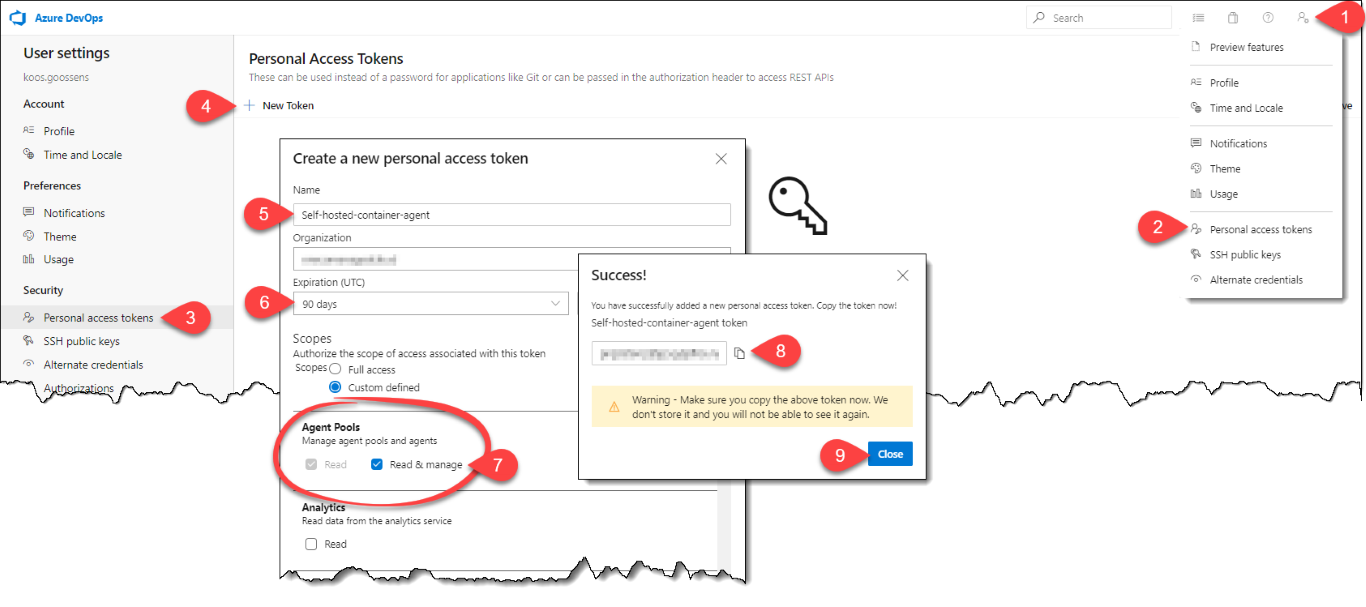 Azure DevOps
Search
1
User settings
koos.goossens
Account
Profile
Time and Locale
Preferences
Notifications
Theme
Usage
Security
Personal access tokens
3
SSH public keys
Alternate credentials
Authorizations
Personal Access Tokens
These can be used instead of a password for applications like Git or can be passed in the authorization header to access REST APIs
4
New Token
Create a new personal access token
Name
5
Self-hosted-container-agent
Organization
Expiration (UTC)
6
90 days
Scopes
Authorize the scope of access associated with this token
Scopes
Full access
Custom defined
Agent Pools
Manage agent pools and agents
Read
Read & manage
7
Analytics
Read data from the analytics service
Read
Success!
You have successfully added a new personal access token. Copy the token now!
Self-hosted-container-agent token
8
Warning - Make sure you copy the above token now. We
don't store it and you will not be able to see it again.
9
Close
Preview features
Profile
Time and Locale
Notifications
Theme
Usage
2
Personal access tokens
SSH public keys
Alternate credentials